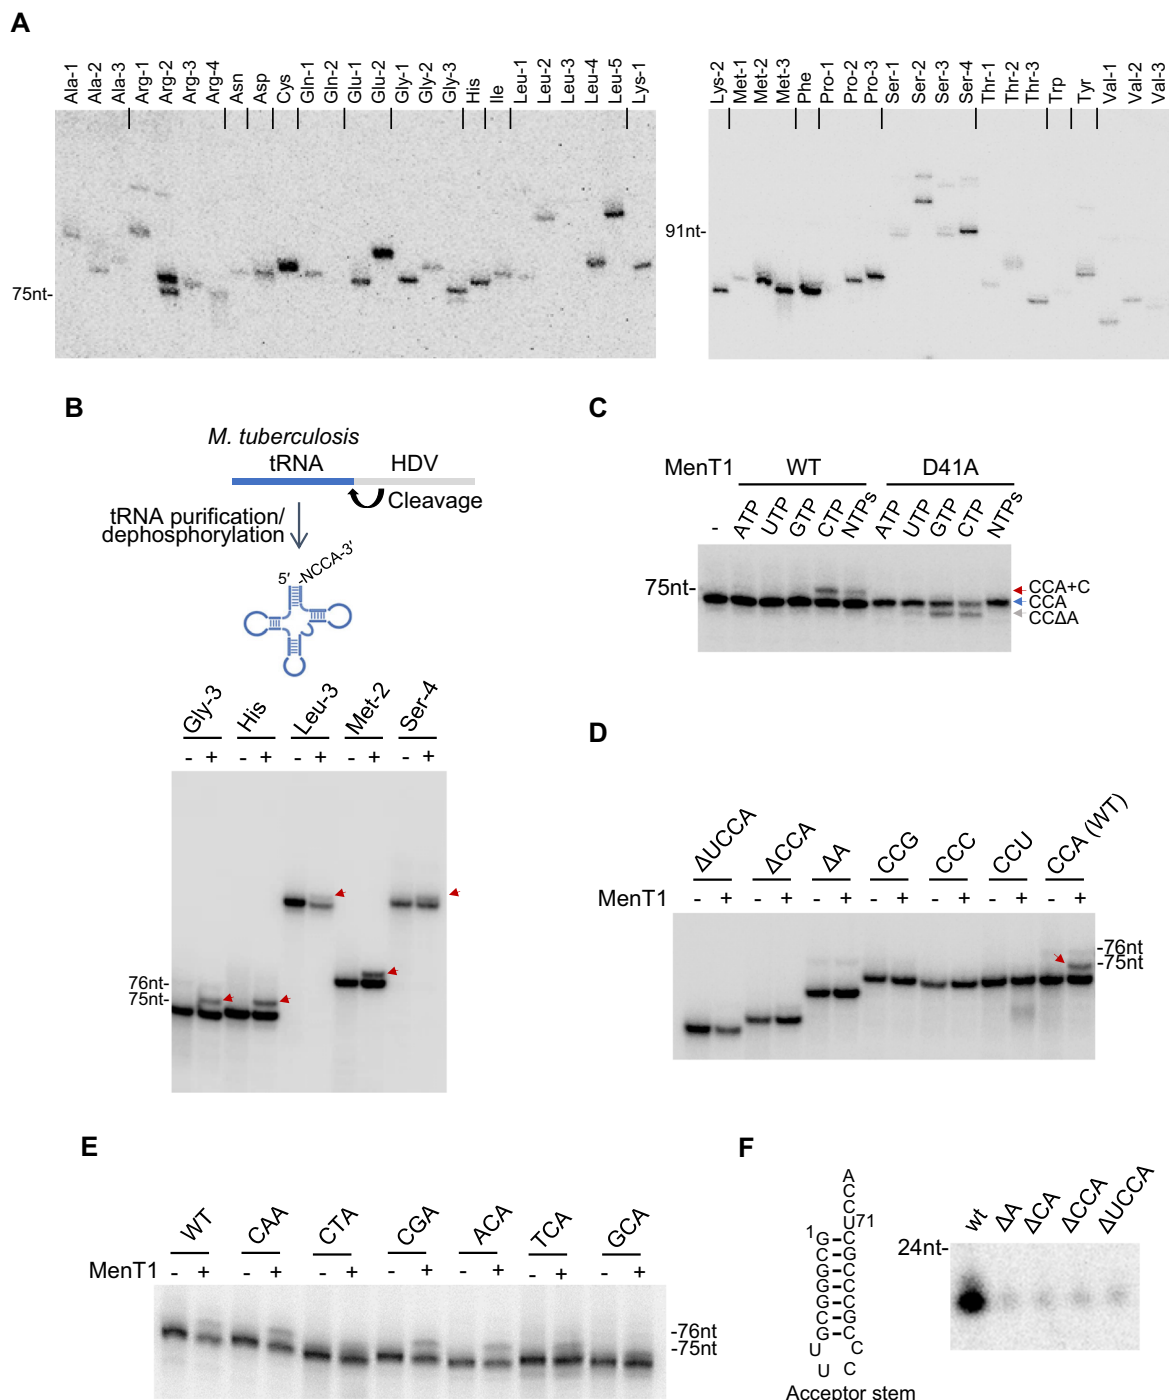 A
Ala-1 Ala-2 Ala-3 Arg-1 Arg-2 Arg-3 Arg-4 Asn Asp Cys Gln-1 Gln-2 Glu-1 Glu-2 Gly-1 Gly-2 Gly-3 His Ile Leu-1 Leu-2 Leu-3 Leu-4 Leu-5 Lys-1
75nt-
Lys-2 Met-1 Met-2 Met-3 Phe Pro-1 Pro-2 Pro-3 Ser-1 Ser-2 Ser-3 Ser-4 Thr-1 Thr-2 Thr-3 Trp Tyr Val-1 Val-2 Val-3
91nt-
B
M. tuberculosis
tRNA HDV
Cleavage
tRNA purification/
dephosphorylation
5′ -NCCA-3′
Gly-3 His Leu-3 Met-2 Ser-4
- + - + - + - + - +
76nt-
75nt-
C
MenT1 WT D41A
- ATP UTP GTP CTP NTPs ATP UTP GTP CTP NTPs
75nt-
CCA+C
CCA
CCΔA
D
ΔUCCA ΔCCA ΔA CCG CCC CCU CCA (WT)
MenT1 - + - + - + - + - + - + - +
-76nt
-75nt
E
WT CAA CTA CGA ACA TCA GCA
MenT1 - + - + - + - + - + - + - +
-76nt
-75nt
F
A
C
C
U 71
1 G C
C G
G C
G C
G C
C G
G C
U C
U C
Acceptor stem
wt ΔA ΔCA ΔCCA ΔUCCA
24nt-